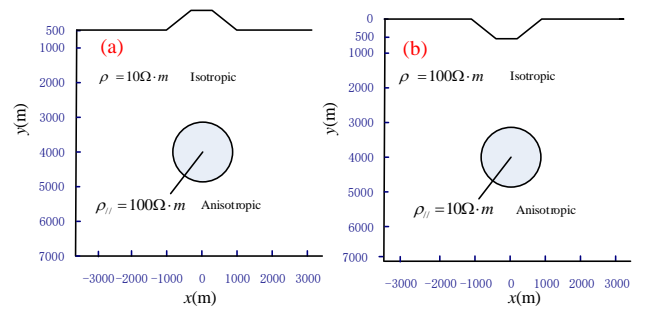 (a)
500
1000
2000
3000
4000
5000
6000
7000
y(m)
ρ =10Ω·m Isotropic
ρ// =100Ω·m Anisotropic
−3000 −2000 −1000 0 1000 2000 3000
x(m)
(b)
0
500
1000
2000
3000
4000
5000
6000
7000
y(m)
ρ =100Ω·m Isotropic
ρ// =10Ω·m Anisotropic
−3000 −2000 −1000 0 1000 2000 3000
x(m)